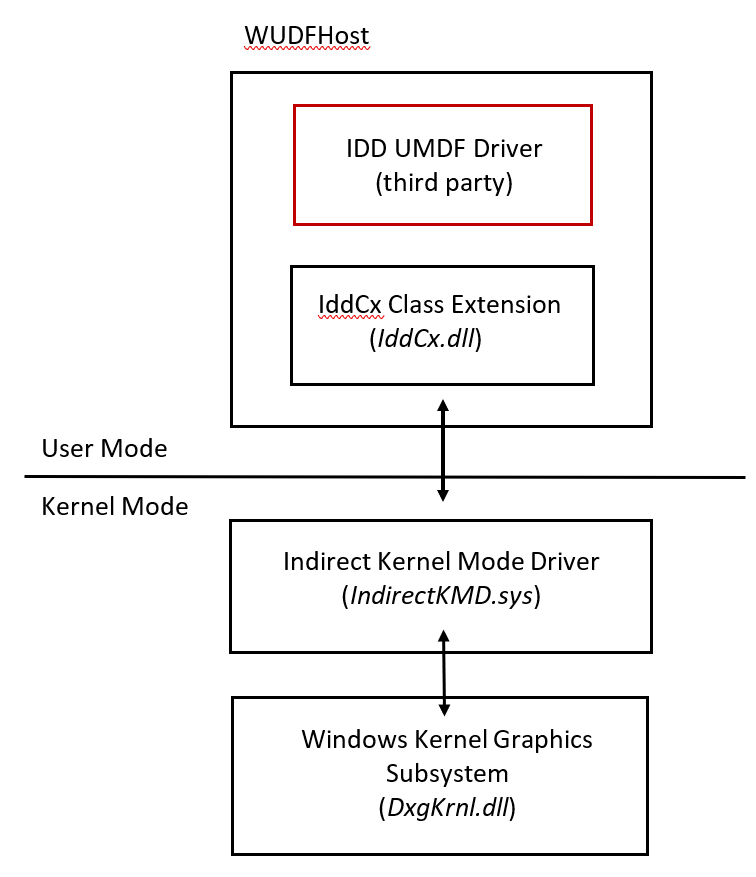 WUDFHost
IDD UMDF Driver
(third party)
IddCx Class Extension
(IddCx.dll)
User Mode
Kernel Mode
Indirect Kernel Mode Driver
(IndirectKMD.sys)
Windows Kernel Graphics
Subsystem
(DxgKrnl.dll)